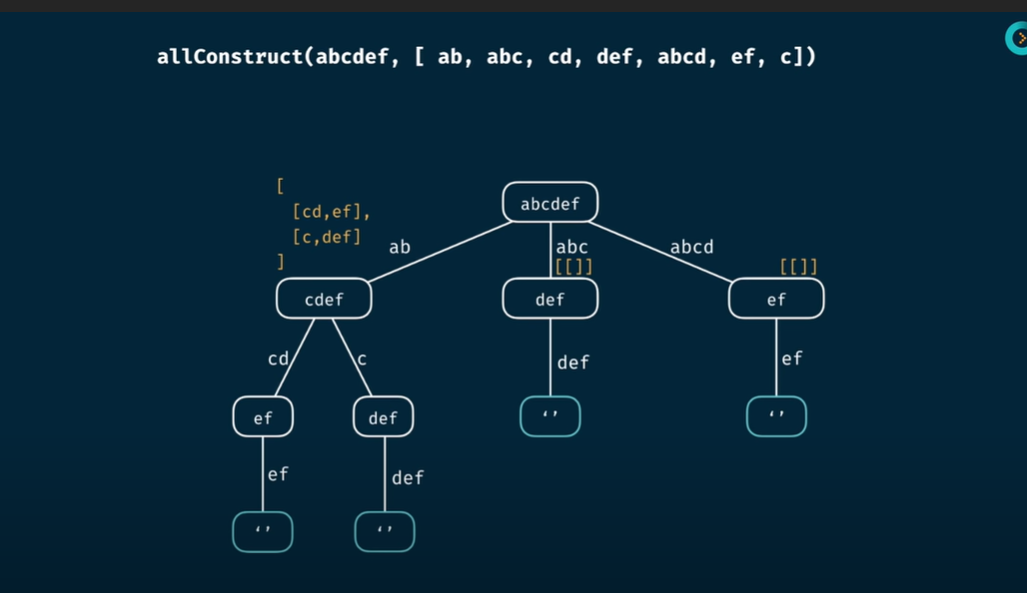 allConstruct(abcdef, [ ab, abc, cd, def, abcd, ef, c])
[
[cd,ef],
[c,def]
]
abcdef
ab
abc
abcd
[[]]
[[]]
cdef
def
ef
cd
c
def
ef
ef
def
‘’
‘’
ef
def
‘’
‘’